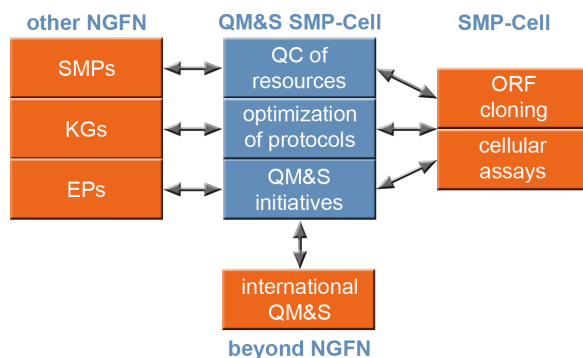 other NGFN
QM&S SMP-Cell
SMP-Cell
SMPs
KGs
EPs
QC of
resources
optimization
of protocols
QM&S
initiatives
ORF
cloning
cellular
assays
international
QM&S
beyond NGFN